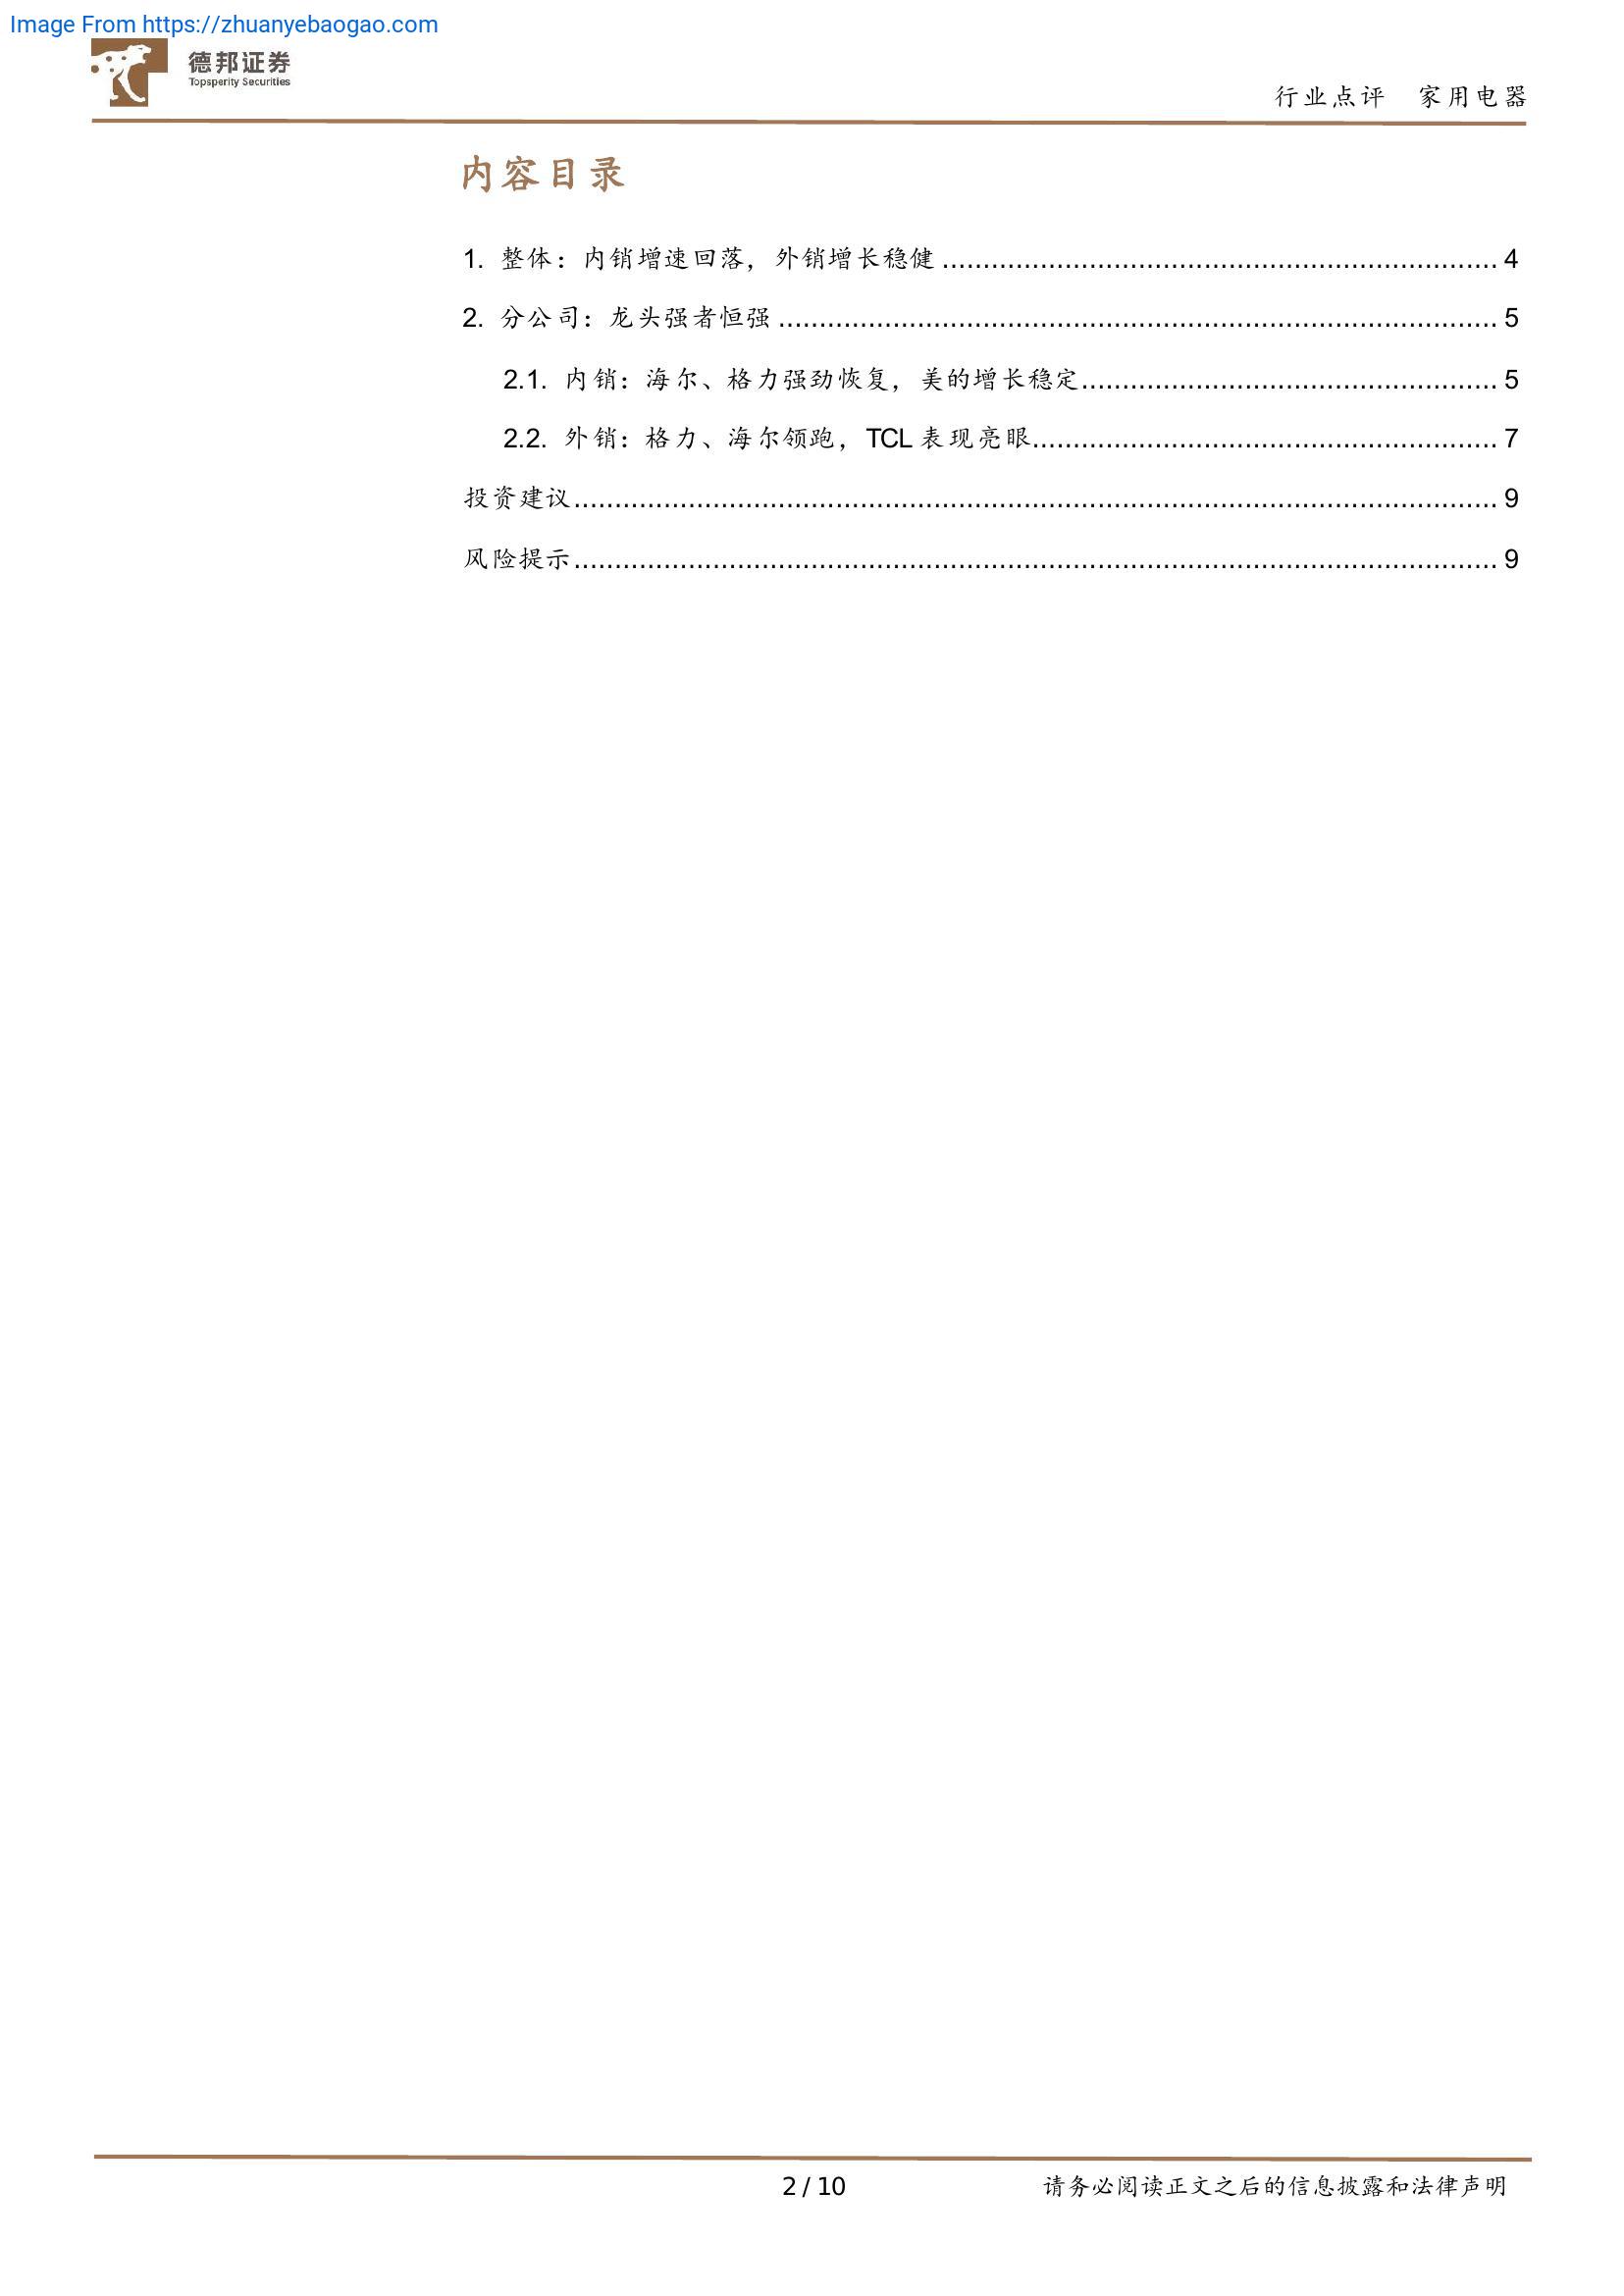 Image From https://zhuanyebaogao.com
德邦证券
Topsperity Securities
行业点评 家用电器
内容目录
1. 整体：内销增速回落，外销增长稳健 .................................................................... 4
2. 分公司：龙头强者恒强 ........................................................................................ 5
2.1. 内销：海尔、格力强劲恢复，美的增长稳定................................................... 5
2.2. 外销：格力、海尔领跑，TCL 表现亮眼......................................................... 7
投资建议................................................................................................................. 9
风险提示................................................................................................................. 9
2 / 10
请务必阅读正文之后的信息披露和法律声明